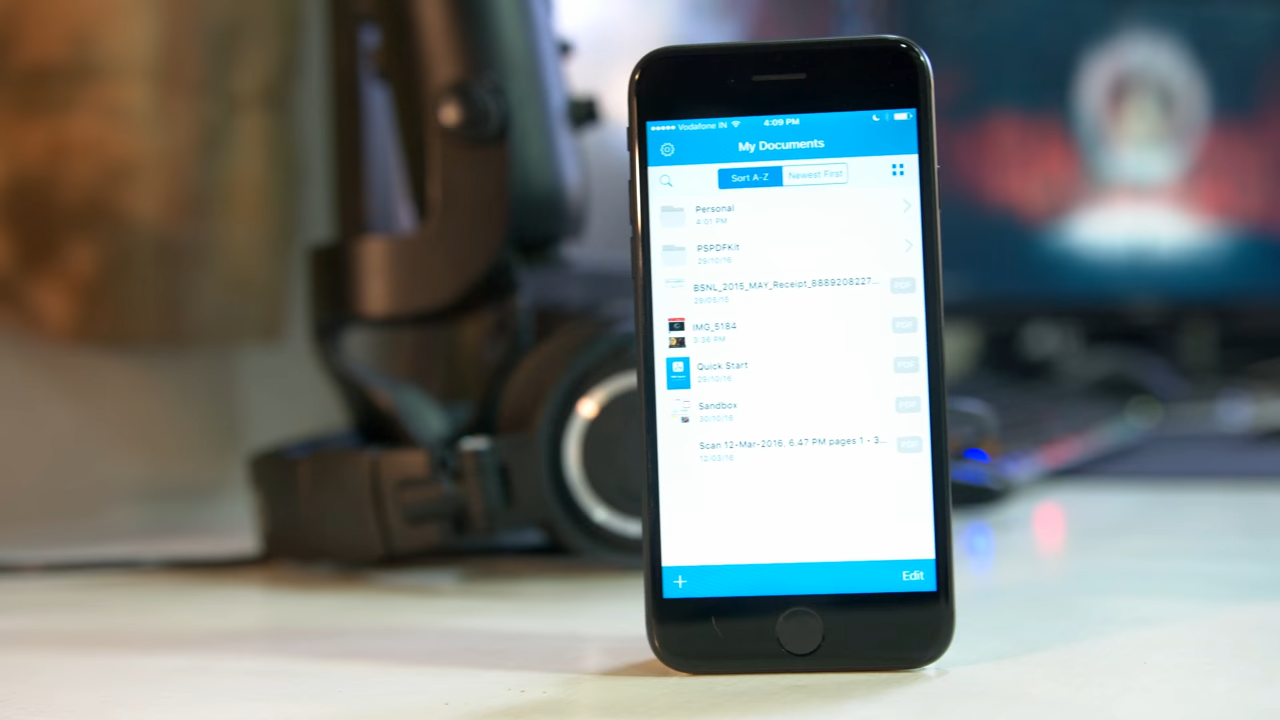 Vodafone IN 4:09 PM
My Documents
Sort A-Z Newest First
Personal
4:01 PM
PSPDFKit
29/10/16
BSNL_2015_MAY_Receipt_8889208227... PDF
29/05/15
IMG_5184 PDF
3:56 PM
Quick Start PDF
29/10/16
Sandbox PDF
30/10/16
Scan 12-Mar-2016, 6.47 PM pages 1 - 3... PDF
12/03/16
+ Edit